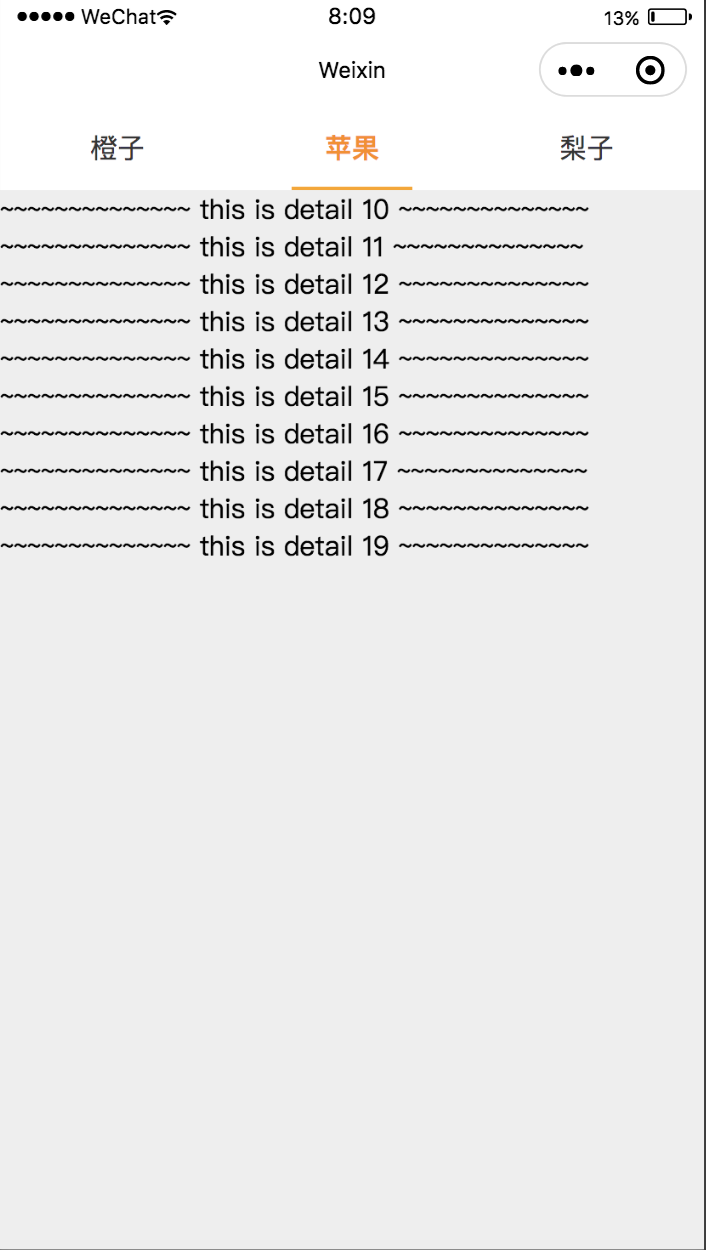 WeChat 8:09 13%
Weixin
橙子 苹果 梨子
~~~~~~~~~~~~~~ this is detail 10 ~~~~~~~~~~~~~~
~~~~~~~~~~~~~~ this is detail 11 ~~~~~~~~~~~~~~
~~~~~~~~~~~~~~ this is detail 12 ~~~~~~~~~~~~~~
~~~~~~~~~~~~~~ this is detail 13 ~~~~~~~~~~~~~~
~~~~~~~~~~~~~~ this is detail 14 ~~~~~~~~~~~~~~
~~~~~~~~~~~~~~ this is detail 15 ~~~~~~~~~~~~~~
~~~~~~~~~~~~~~ this is detail 16 ~~~~~~~~~~~~~~
~~~~~~~~~~~~~~ this is detail 17 ~~~~~~~~~~~~~~
~~~~~~~~~~~~~~ this is detail 18 ~~~~~~~~~~~~~~
~~~~~~~~~~~~~~ this is detail 19 ~~~~~~~~~~~~~~